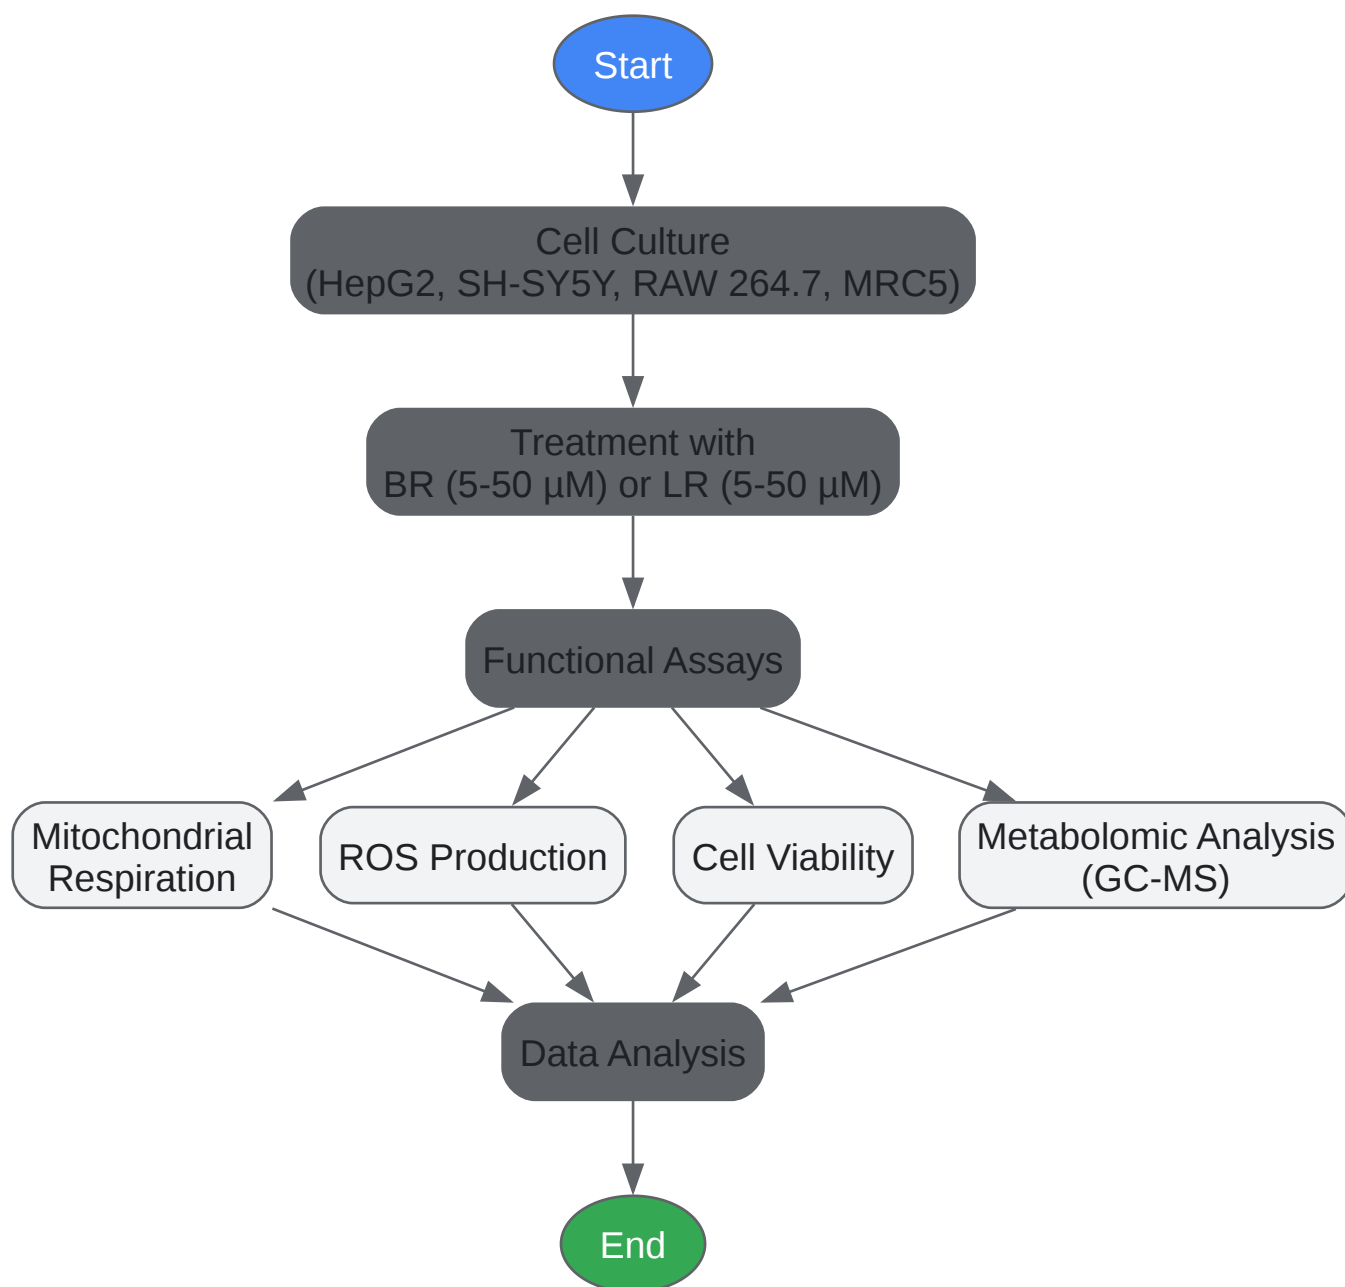 Start
Cell Culture
(HepG2, SH-SY5Y, RAW 264.7, MRC5)
Treatment with
BR (5-50 µM) or LR (5-50 µM)
Functional Assays
Mitochondrial
Respiration
ROS Production
Cell Viability
Metabolomic Analysis
(GC-MS)
Data Analysis
End